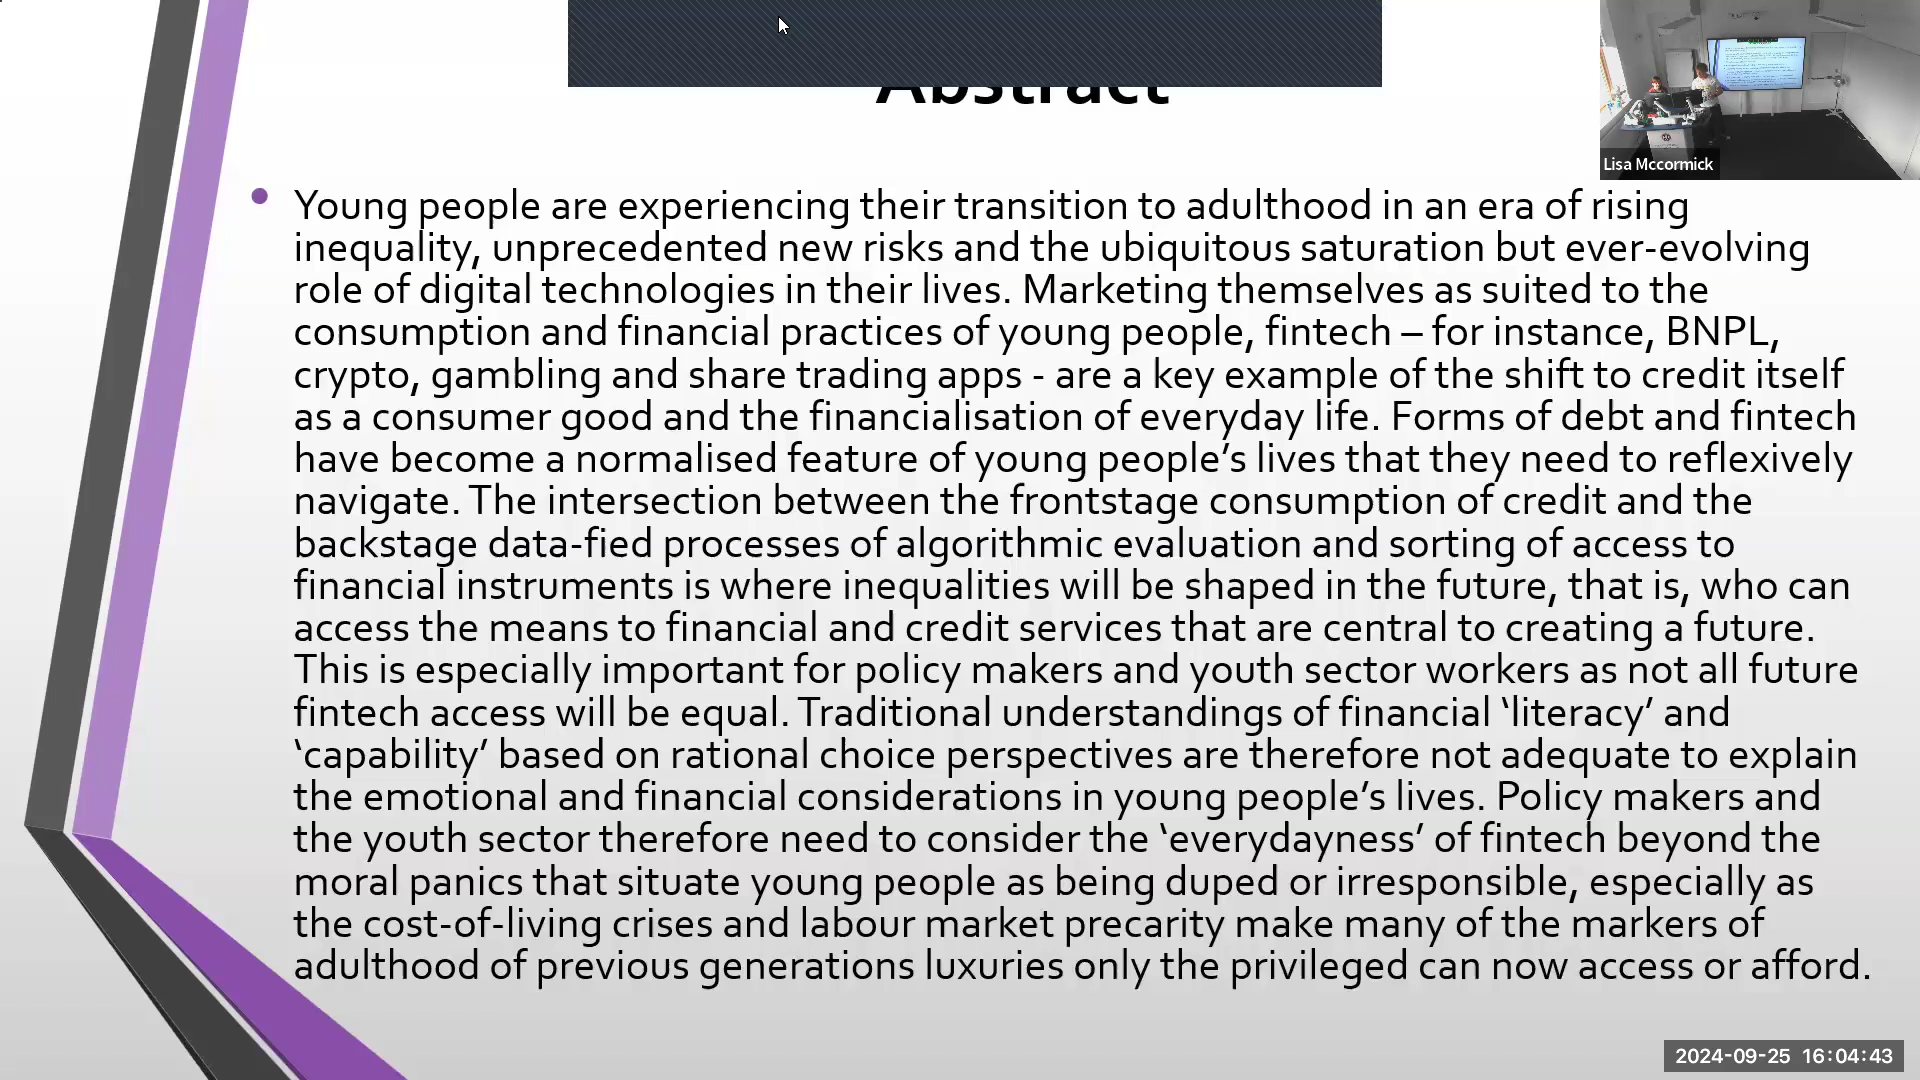 Abstract
Lisa Mccormick
• Young people are experiencing their transition to adulthood in an era of rising
inequality, unprecedented new risks and the ubiquitous saturation but ever-evolving
role of digital technologies in their lives. Marketing themselves as suited to the
consumption and financial practices of young people, fintech – for instance, BNPL,
crypto, gambling and share trading apps - are a key example of the shift to credit itself
as a consumer good and the financialisation of everyday life. Forms of debt and fintech
have become a normalised feature of young people’s lives that they need to reflexively
navigate. The intersection between the frontstage consumption of credit and the
backstage data-fied processes of algorithmic evaluation and sorting of access to
financial instruments is where inequalities will be shaped in the future, that is, who can
access the means to financial and credit services that are central to creating a future.
This is especially important for policy makers and youth sector workers as not all future
fintech access will be equal. Traditional understandings of financial ‘literacy’ and
‘capability’ based on rational choice perspectives are therefore not adequate to explain
the emotional and financial considerations in young people’s lives. Policy makers and
the youth sector therefore need to consider the ‘everydayness’ of fintech beyond the
moral panics that situate young people as being duped or irresponsible, especially as
the cost-of-living crises and labour market precarity make many of the markers of
adulthood of previous generations luxuries only the privileged can now access or afford.
2024-09-25 16:04:43